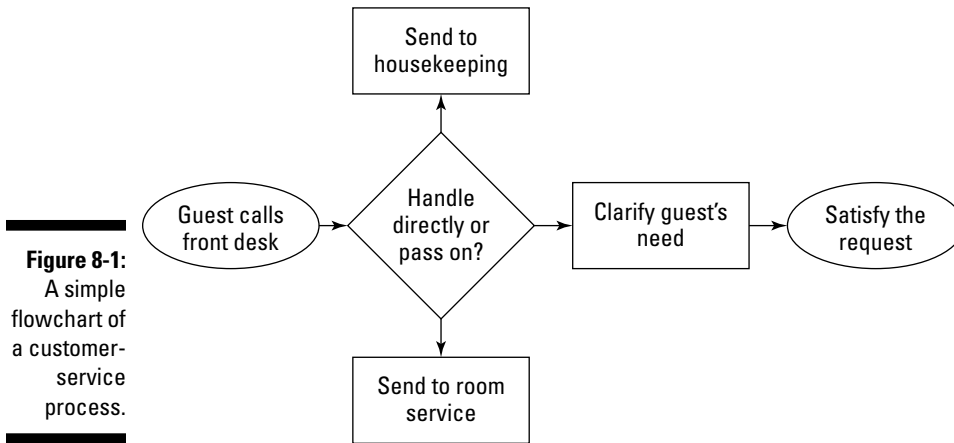 Send to
housekeeping
Guest calls
front desk
Handle
directly or
pass on?
Clarify guest's
need
Satisfy the
request
Send to room
service
Figure 8-1:
A simple
flowchart of
a customer-
service
process.